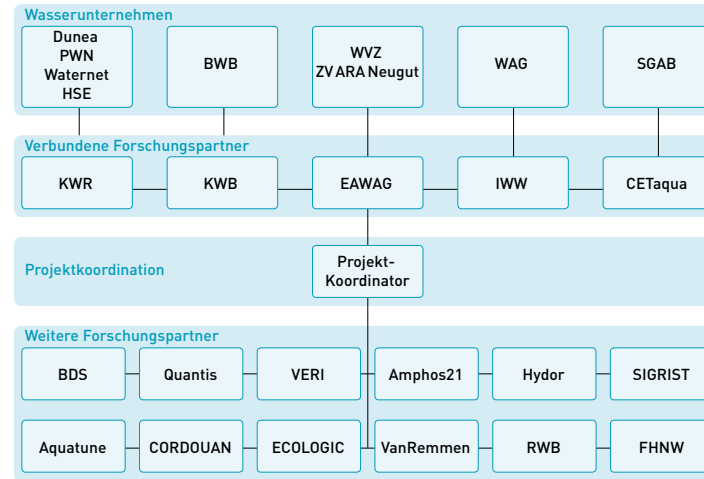 Wasserunternehmen
Dunea
PWN
Waternet
HSE
BWB
WVZ
ZV ARA Neugut
WAG
SGAB
Verbundene Forschungspartner
KWR
KWB
EAWAG
IWW
CETaqua
Projektkoordination
Projekt-
Koordinator
Weitere Forschungspartner
BDS
Quantis
VERI
Amphos21
Hydor
SIGRIST
Aquatune
CORDOUAN
ECOLOGIC
VanRemmen
RWB
FHNW